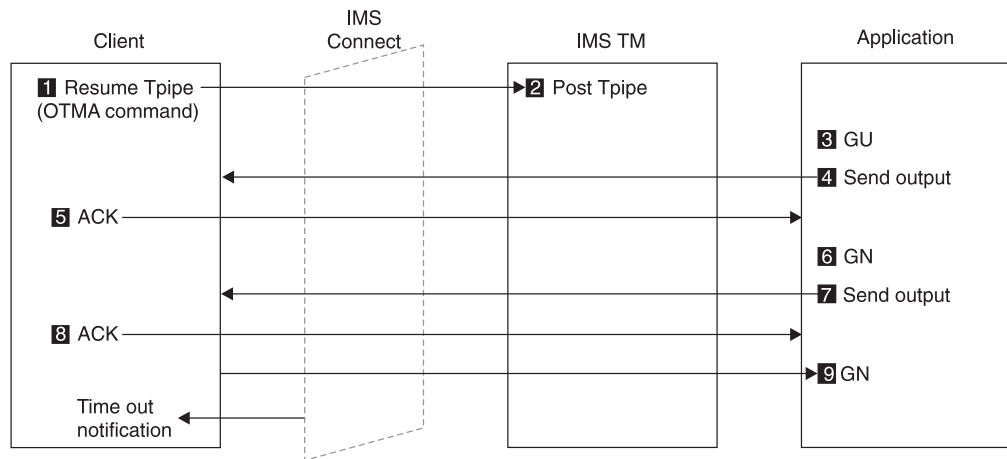 IMS
Connect
Client
IMS TM
Application
1 Resume Tpipe
(OTMA command)
2 Post Tpipe
3 GU
4 Send output
5 ACK
6 GN
7 Send output
8 ACK
9 GN
Time out
notification